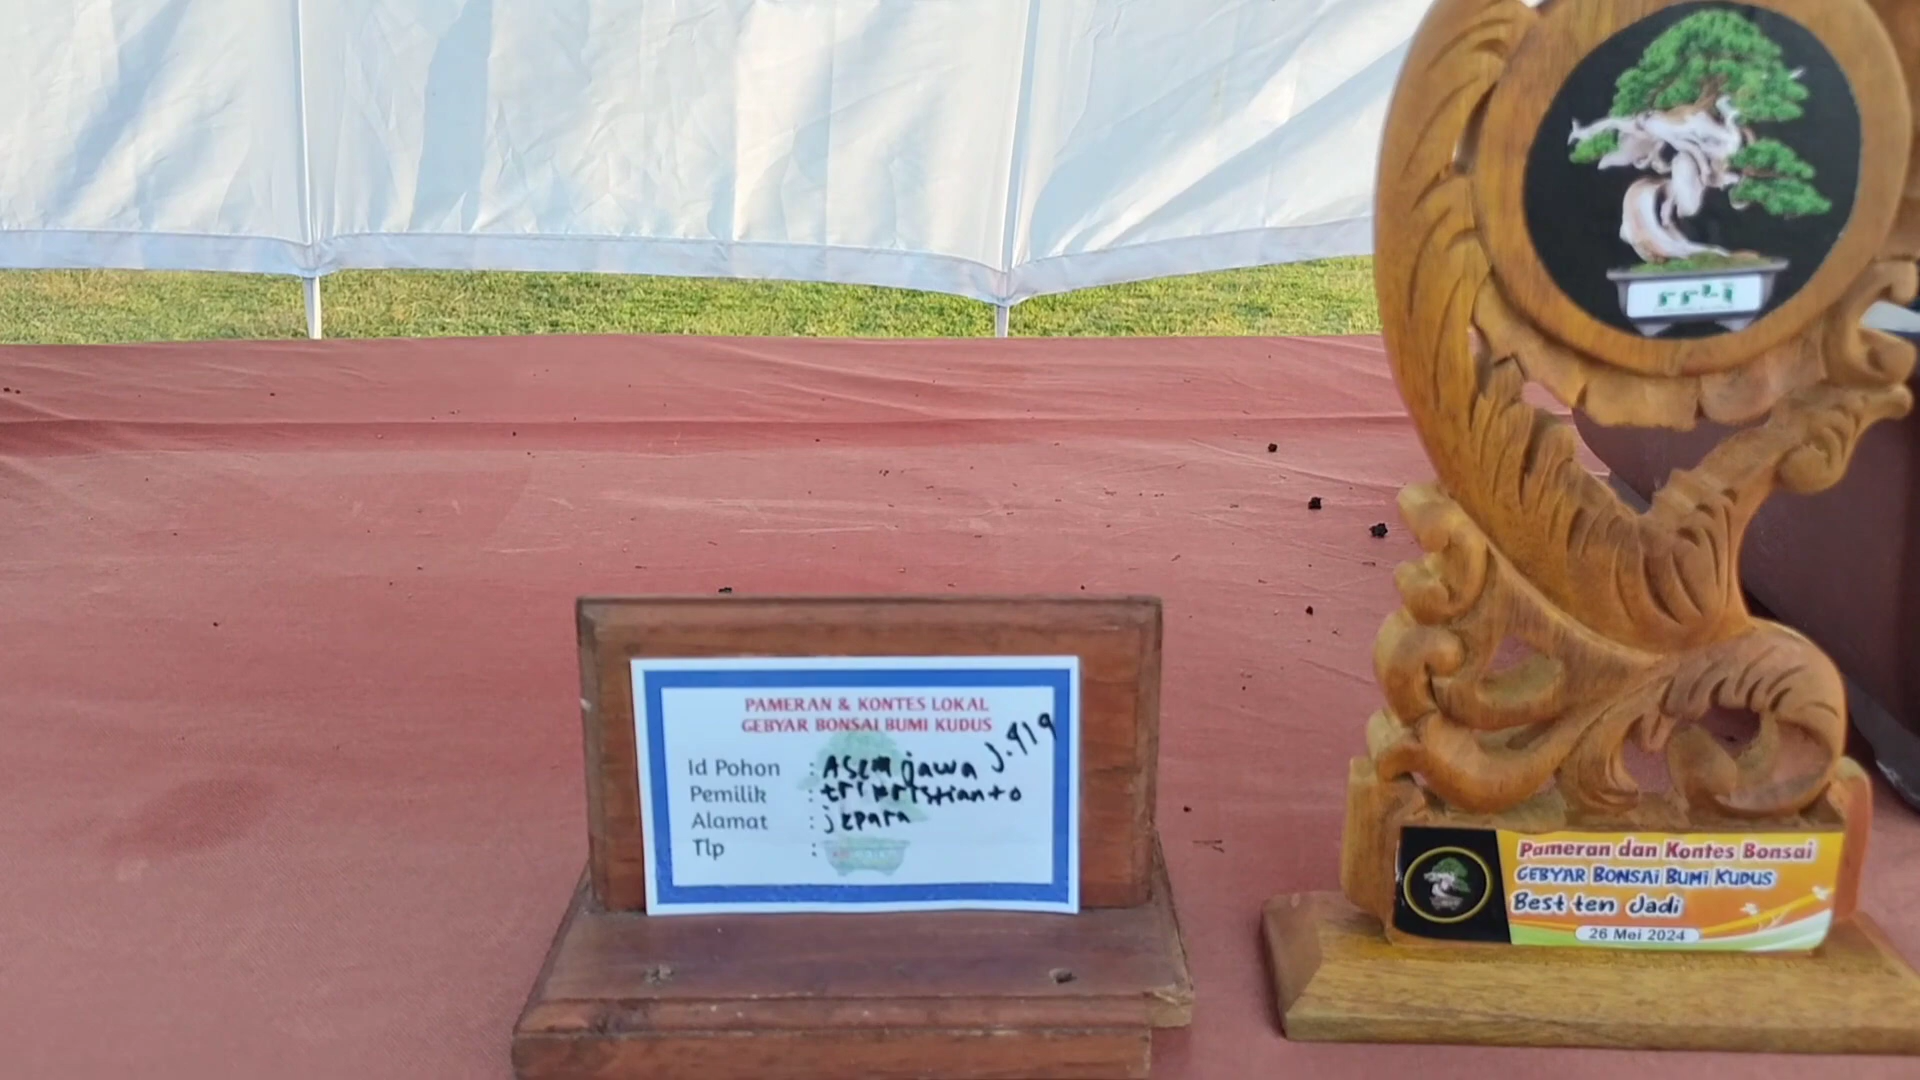 PAMERAN & KONTES LOKAL
GEBYAR BONSAI BUMI KUDUS
J.919
Id Pohon : Asem jawa
Pemilik : tri kristianto
Alamat : jepara
Tlp :
Pameran dan Kontes Bonsai
GEBYAR BONSAI BUMI KUDUS
Best ten Jadi
26 Mei 2024